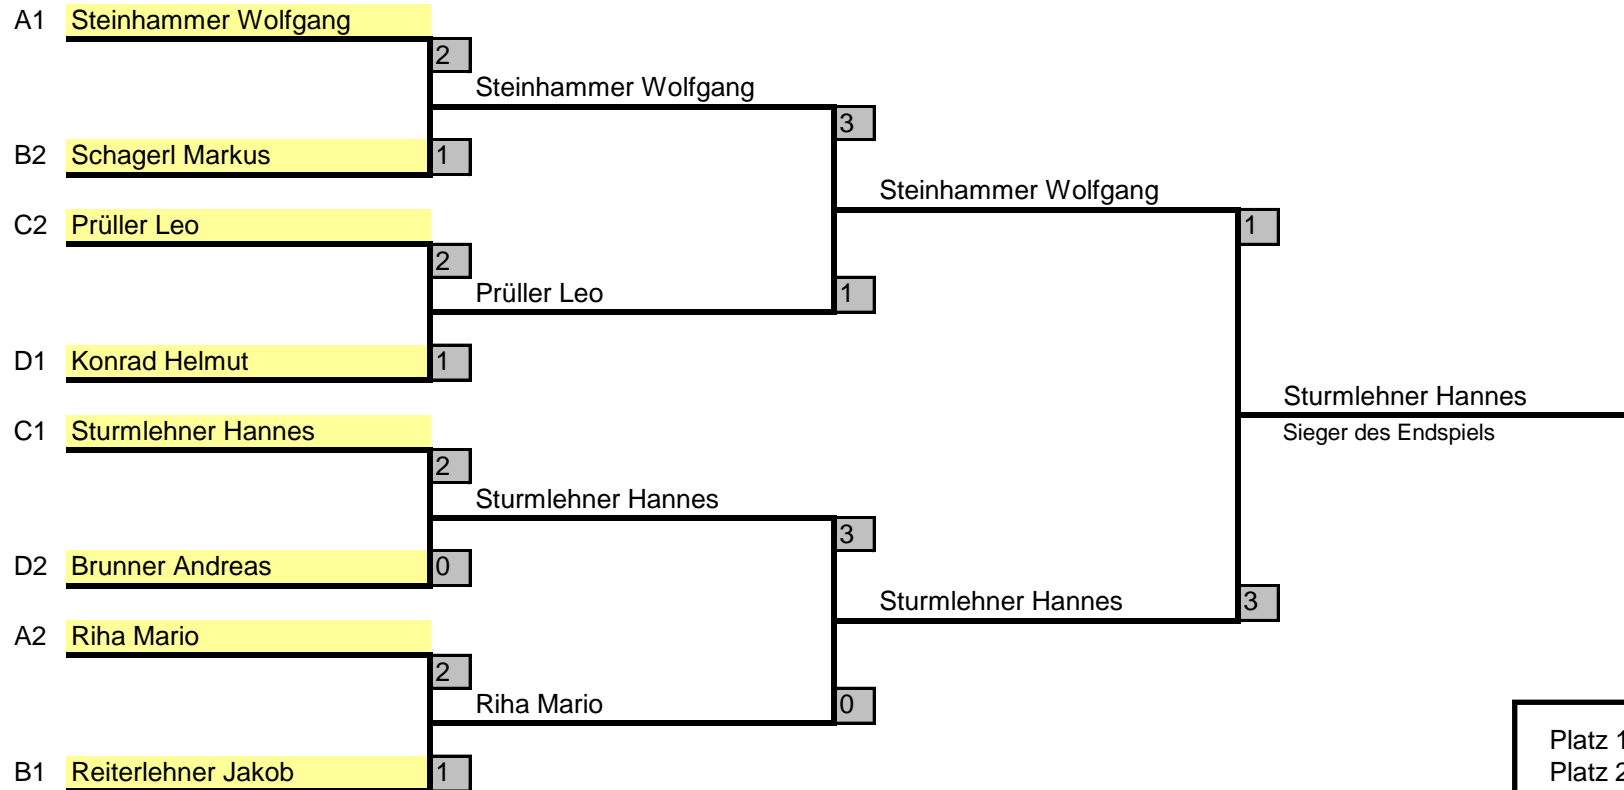 A1 Steinhammer Wolfgang
2
Steinhammer Wolfgang
3
B2 Schagerl Markus 1
Steinhammer Wolfgang
C2 Prüller Leo 1
2
Prüller Leo 1
D1 Konrad Helmut 1
Sturmlehner Hannes
C1 Sturmlehner Hannes
Sieger des Endspiels
2
Sturmlehner Hannes
3
D2 Brunner Andreas 0
Sturmlehner Hannes 3
A2 Riha Mario
2
Riha Mario 0
Platz 1
B1 Reiterlehner Jakob 1
Platz 2